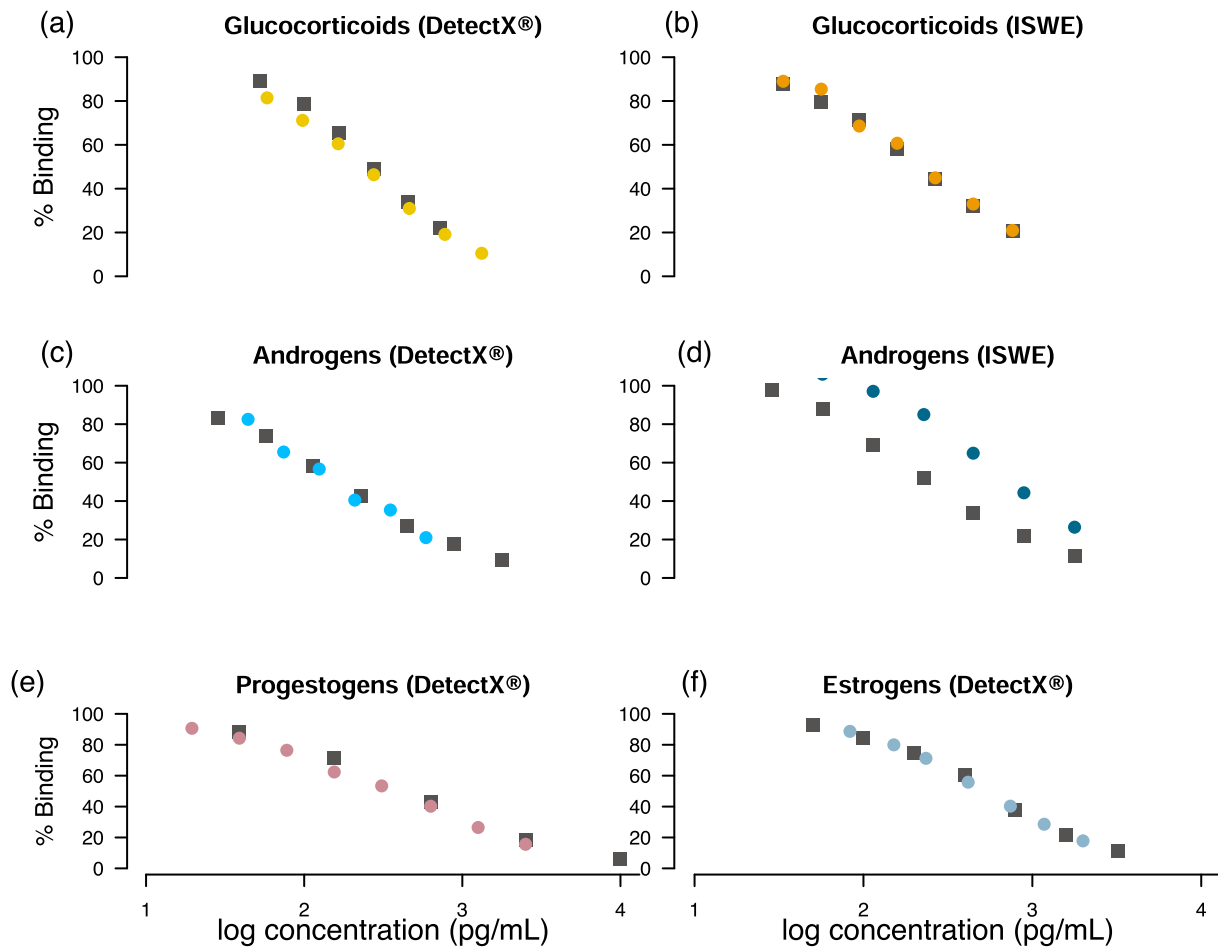 (a) Glucocorticoids (DetectX®)
(b) Glucocorticoids (ISWE)
% Binding
100
80
60
40
20
0
100
80
60
40
20
0
(c) Androgens (DetectX®)
(d) Androgens (ISWE)
% Binding
100
80
60
40
20
0
100
80
60
40
20
0
(e) Progestogens (DetectX®)
(f) Estrogens (DetectX®)
% Binding
100
80
60
40
20
0
100
80
60
40
20
0
1 2 3 4
1 2 3 4
log concentration (pg/mL)
log concentration (pg/mL)